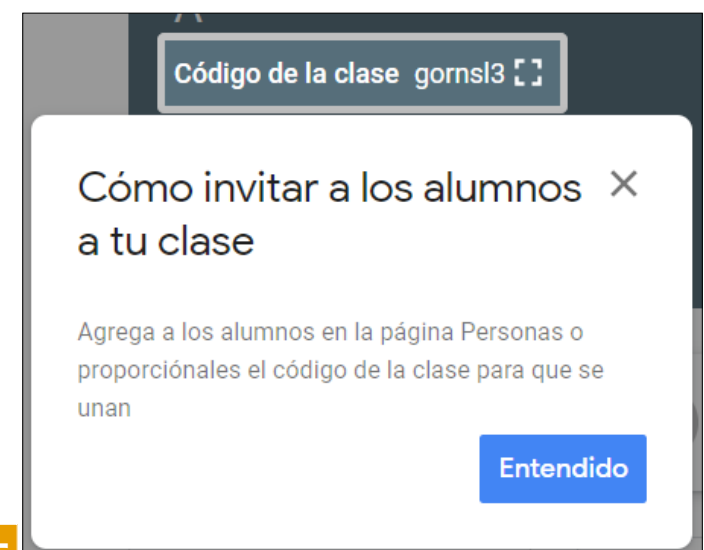 Código de la clase gornsl3
Cómo invitar a los alumnos
a tu clase
Agrega a los alumnos en la página Personas o
proporciónales el código de la clase para que se
unan
Entendido